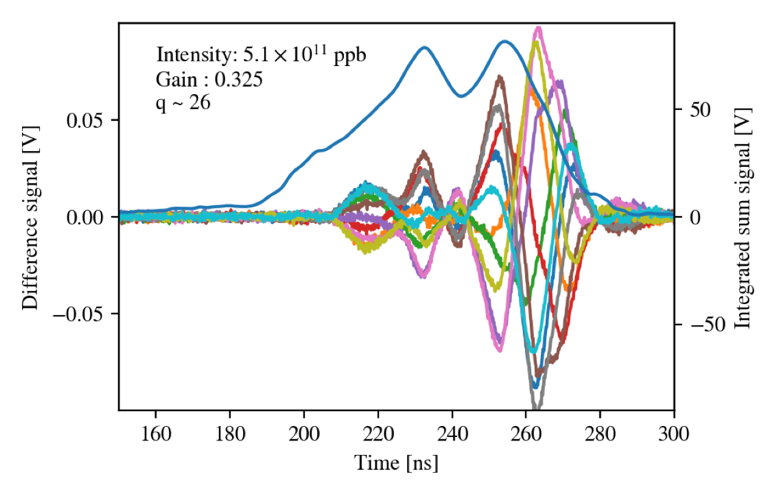 Intensity: 5.1 × 10¹¹ ppb
Gain : 0.325
q ~ 26
Difference signal [V]
0.05
0.00
−0.05
Integrated sum signal [V]
50
0
−50
160 180 200 220 240 260 280 300
Time [ns]